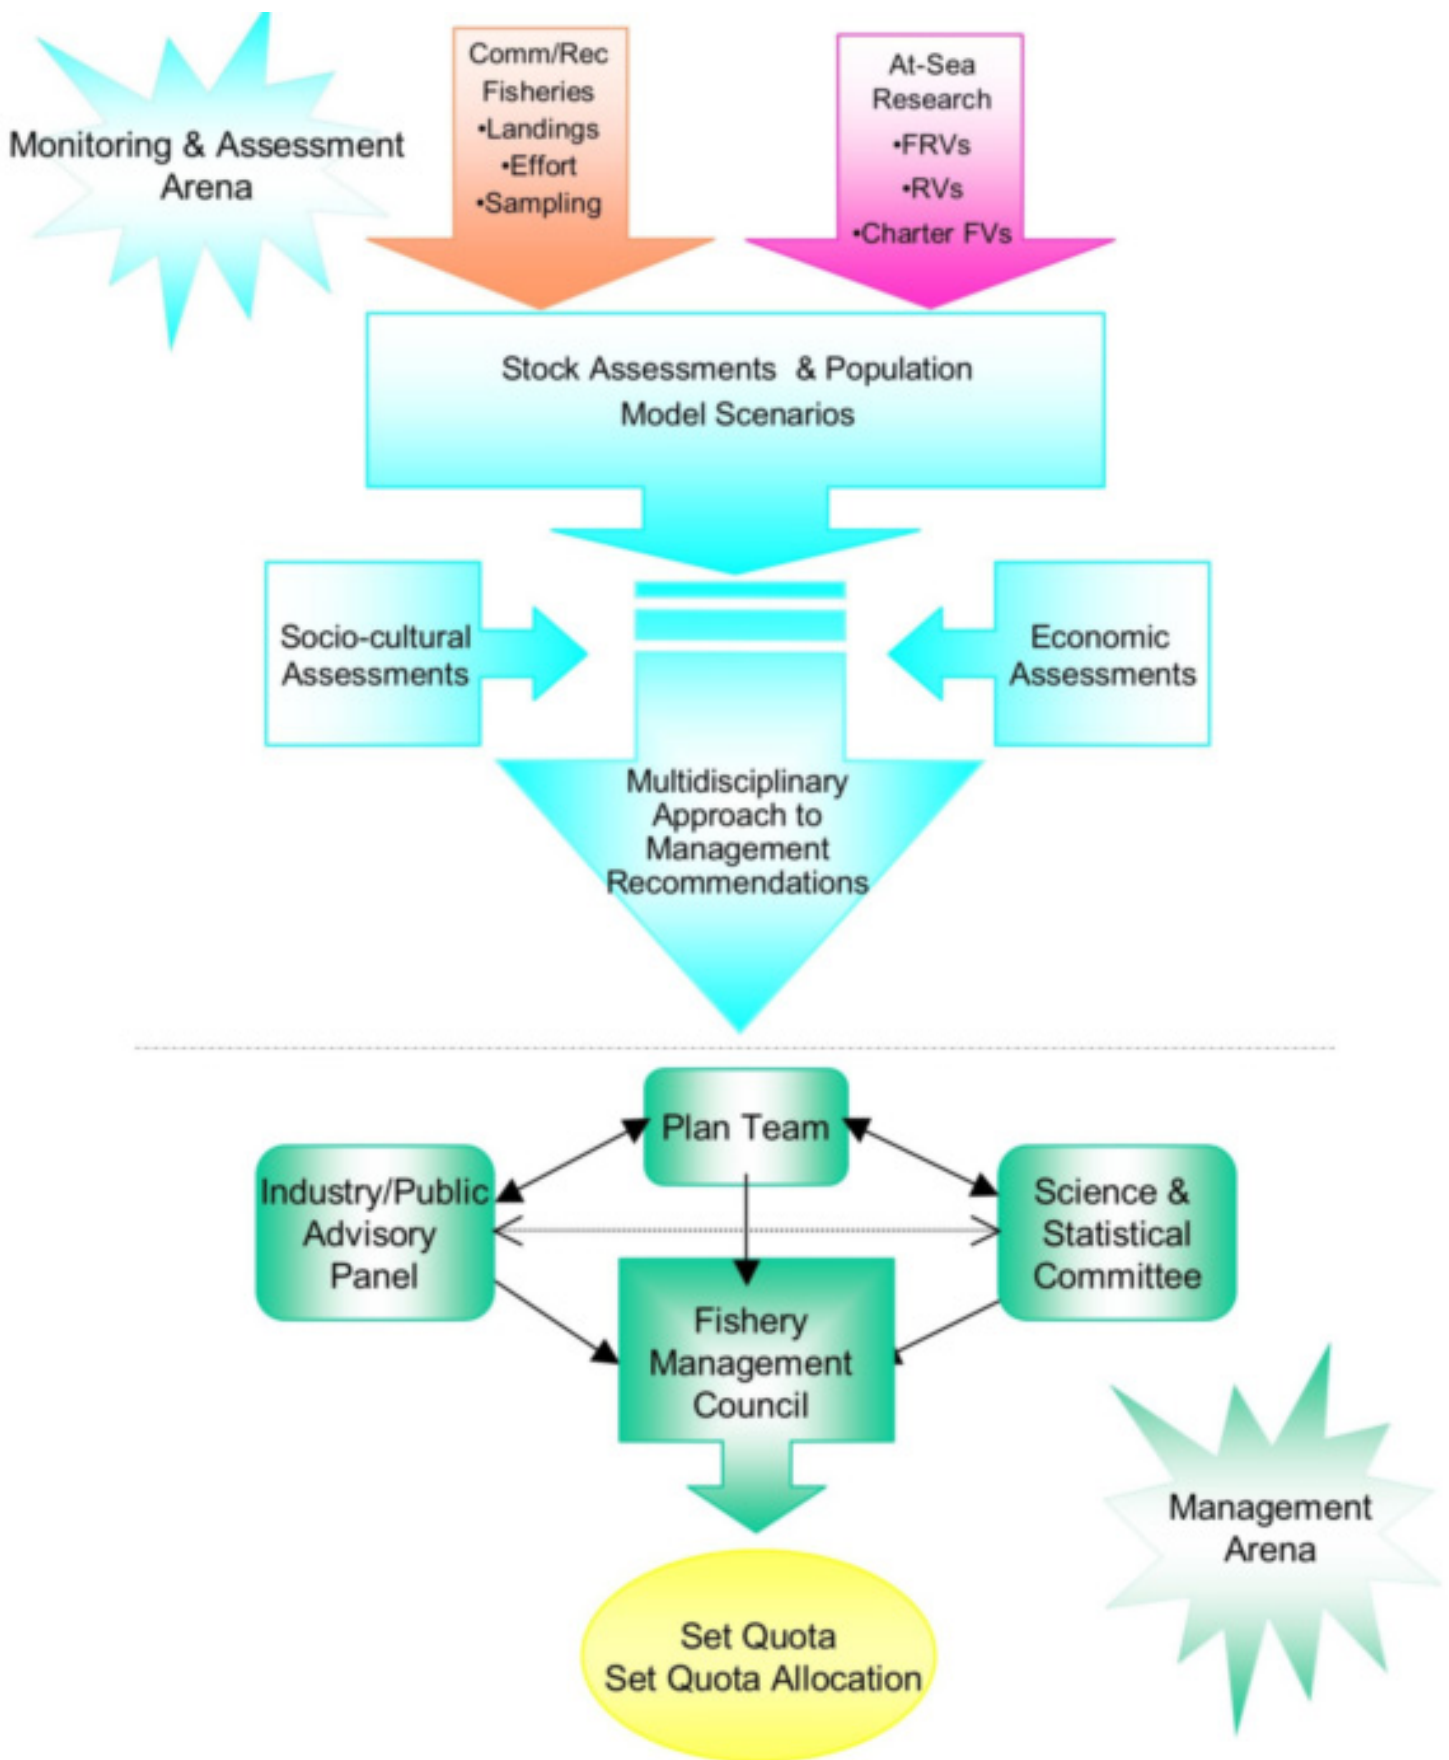 Monitoring & Assessment
Arena
Comm/Rec
Fisheries
•Landings
•Effort
•Sampling
At-Sea
Research
•FRVs
•RVs
•Charter FVs
Stock Assessments & Population
Model Scenarios
Socio-cultural
Assessments
Economic
Assessments
Multidisciplinary
Approach to
Management
Recommendations
Plan Team
Industry/Public
Advisory
Panel
Science &
Statistical
Committee
Fishery
Management
Council
Management
Arena
Set Quota
Set Quota Allocation